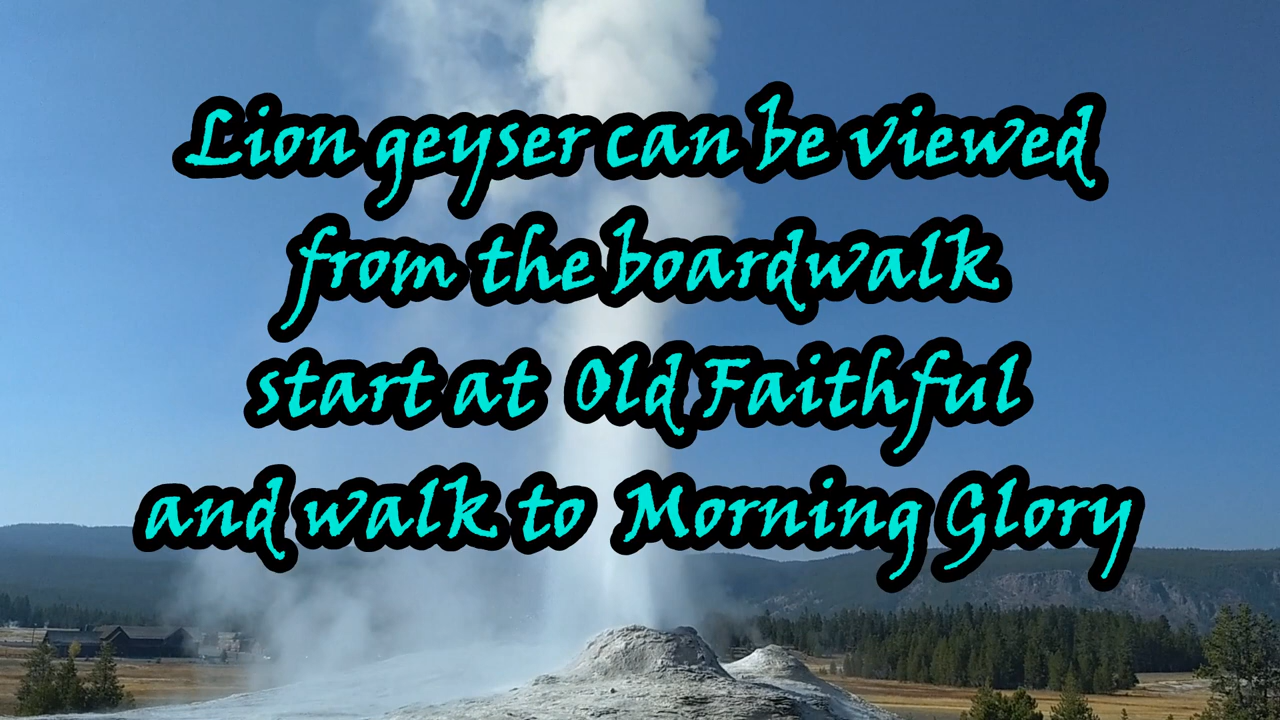 Lion geyser can be viewed
from the boardwalk
start at Old Faithful
and walk to Morning Glory